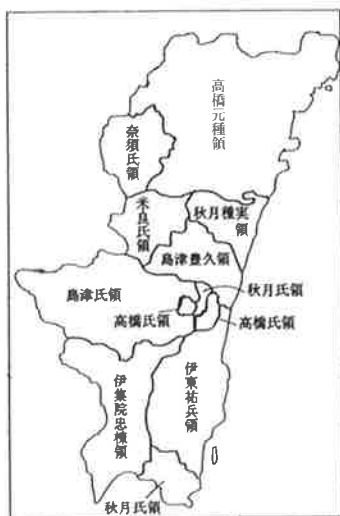 高橋元種領
奈須氏領
米良氏領
秋月種実領
島津豊久領
島津氏領
秋月氏領
高橋氏領
高橋氏領
伊東祐兵領
伊集院忠棟領
秋月氏領